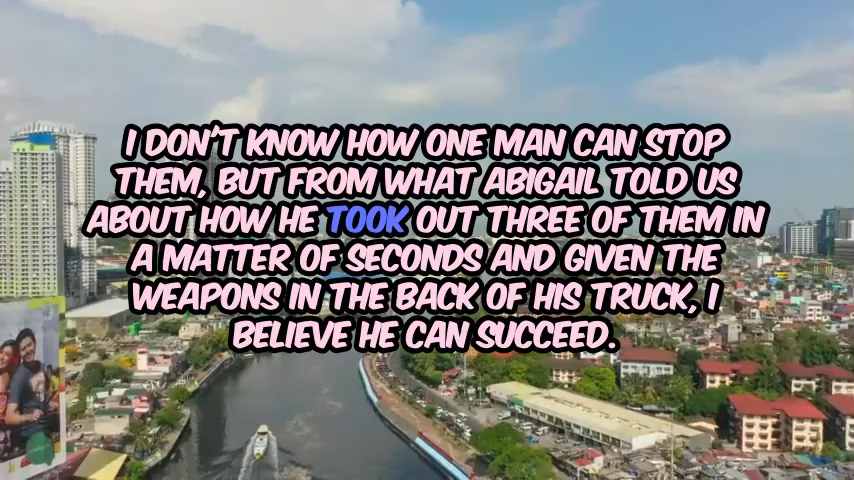 I DON'T KNOW HOW ONE MAN CAN STOP
THEM, BUT FROM WHAT ABIGAIL TOLD US
ABOUT HOW HE TOOK OUT THREE OF THEM IN
A MATTER OF SECONDS AND GIVEN THE
WEAPONS IN THE BACK OF HIS TRUCK, I
BELIEVE HE CAN SUCCEED.